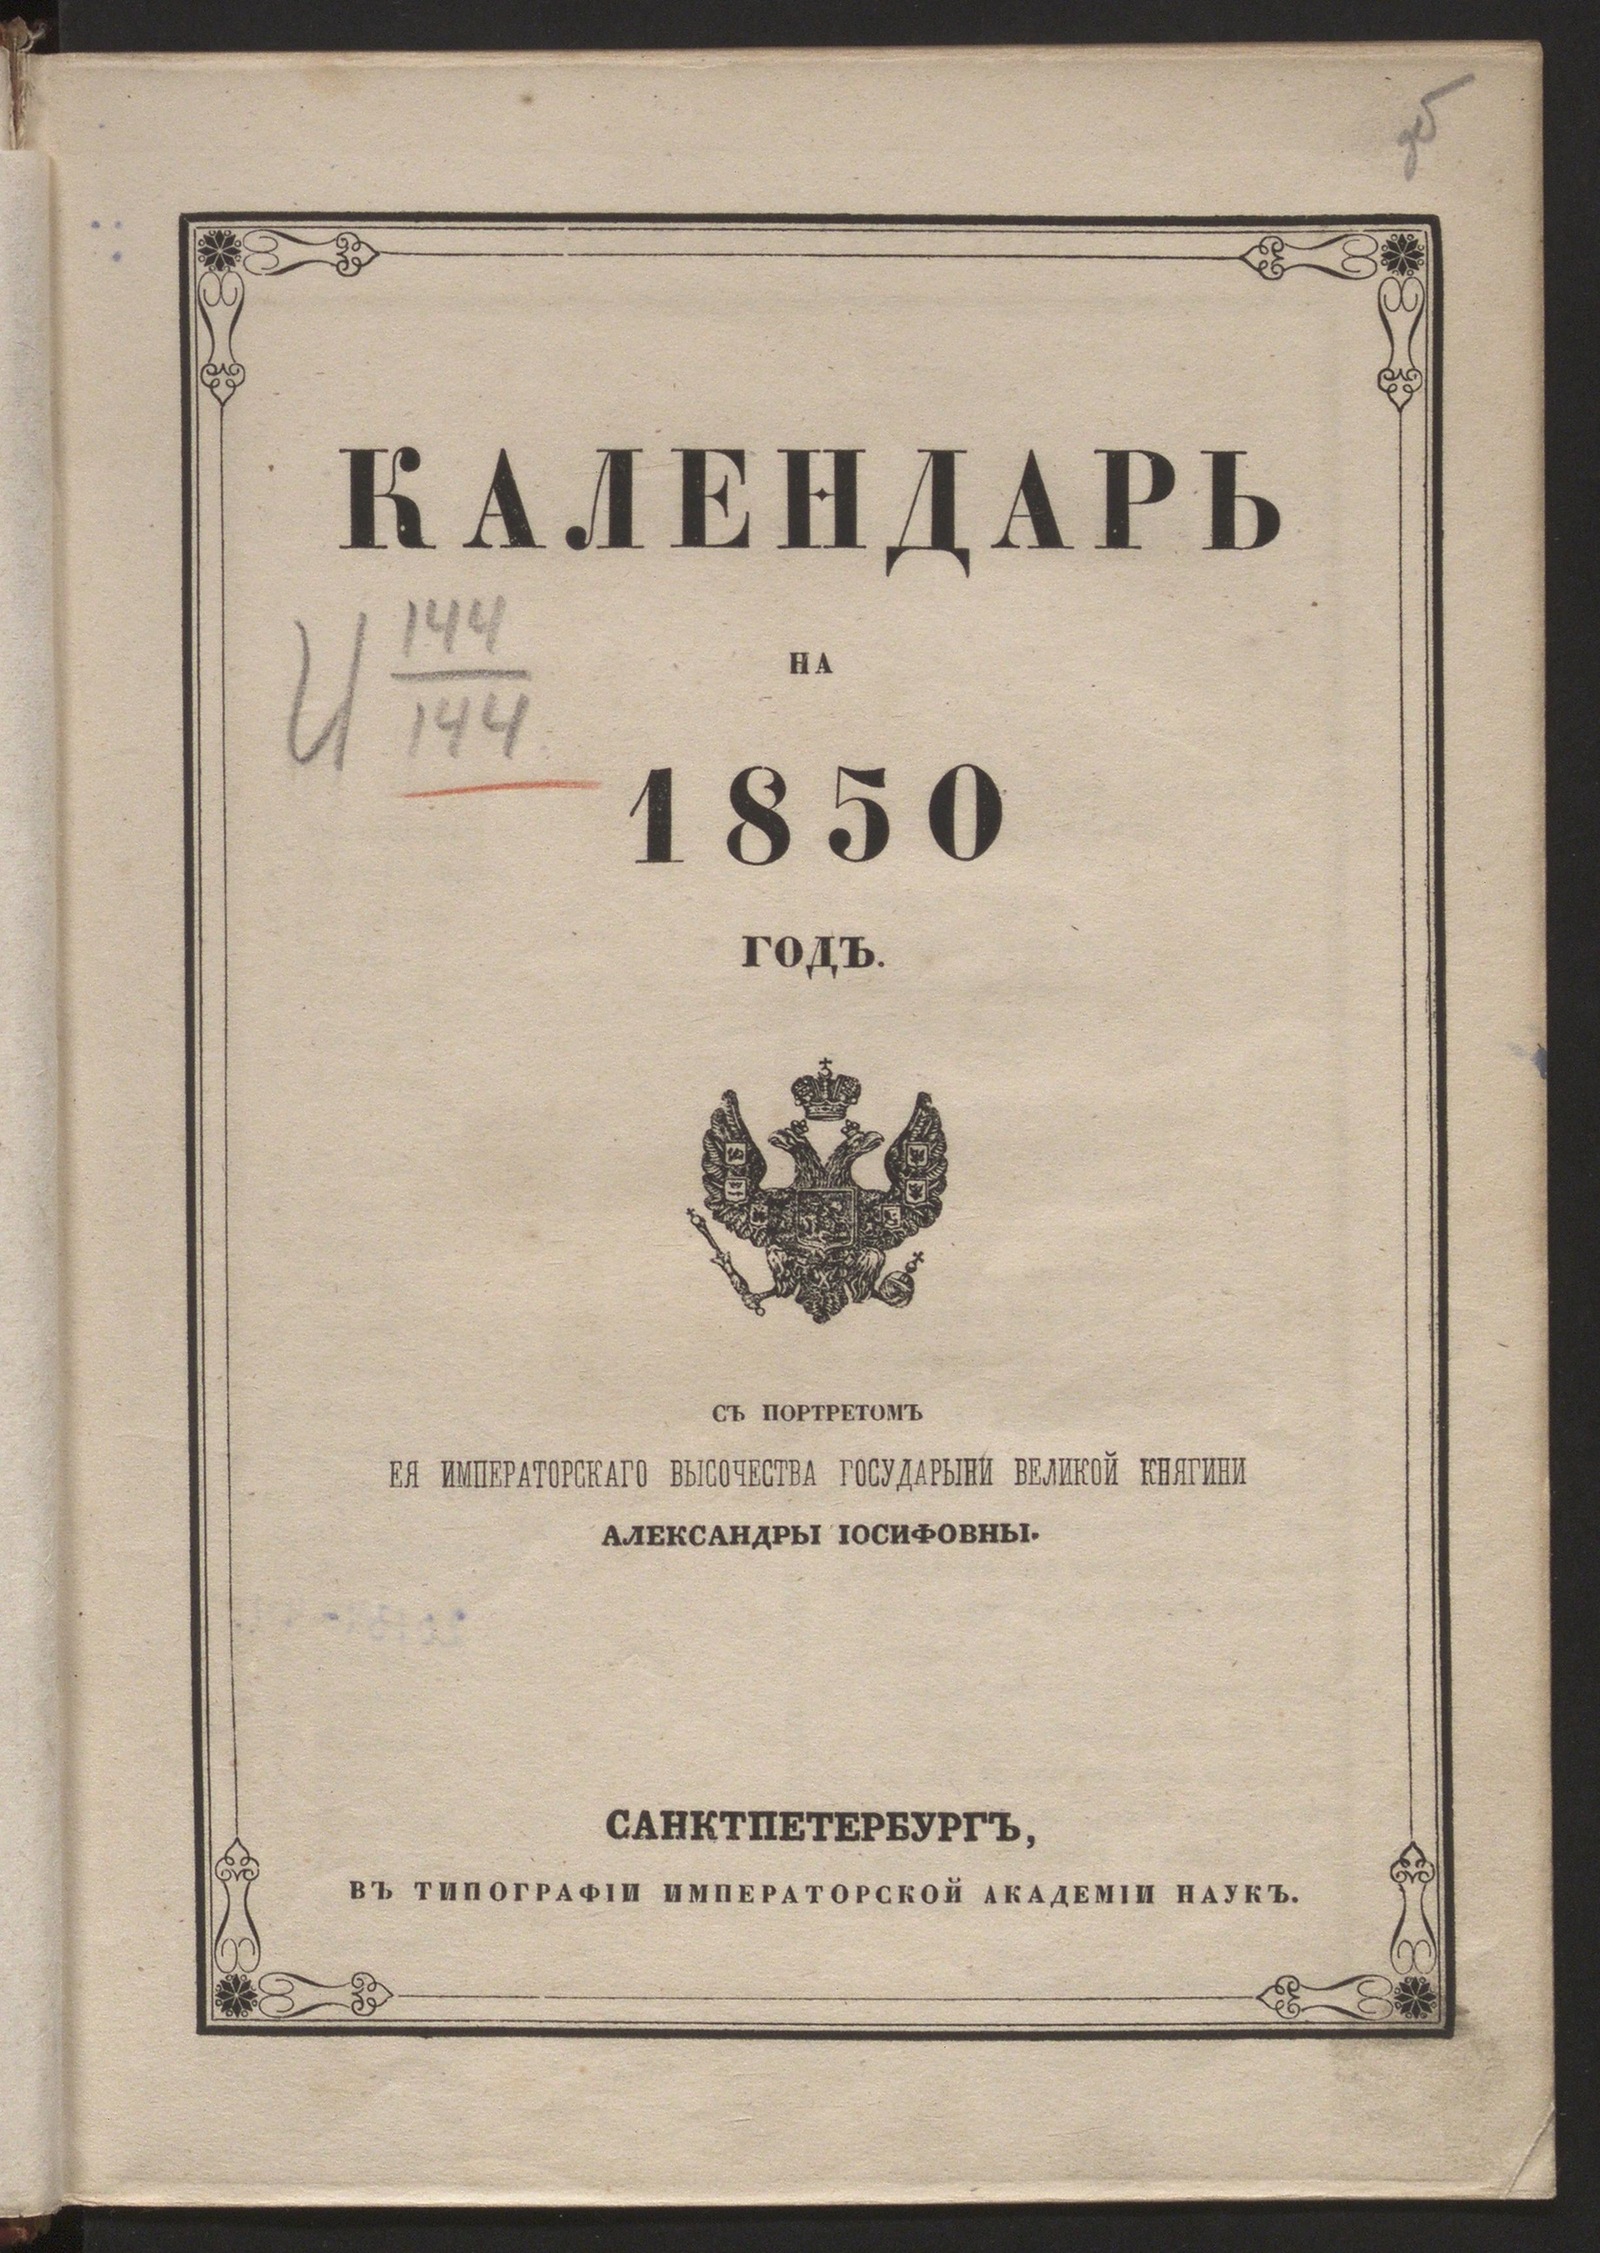 КАЛЕНДАРЬ
И 144
144
НА
1850
ГОДЪ.
СЪ ПОРТРЕТОМЪ
ЕЯ ИМПЕРАТОРСКАГО ВЫСОЧЕСТВА ГОСУДАРЫНИ ВЕЛИКОЙ КНЯГИНИ
АЛЕКСАНДРЫ ІОСИФОВНЫ.
САНКТПЕТЕРБУРГЪ,
ВЪ ТИПОГРАФІИ ИМПЕРАТОРСКОЙ АКАДЕМІИ НАУКЪ.